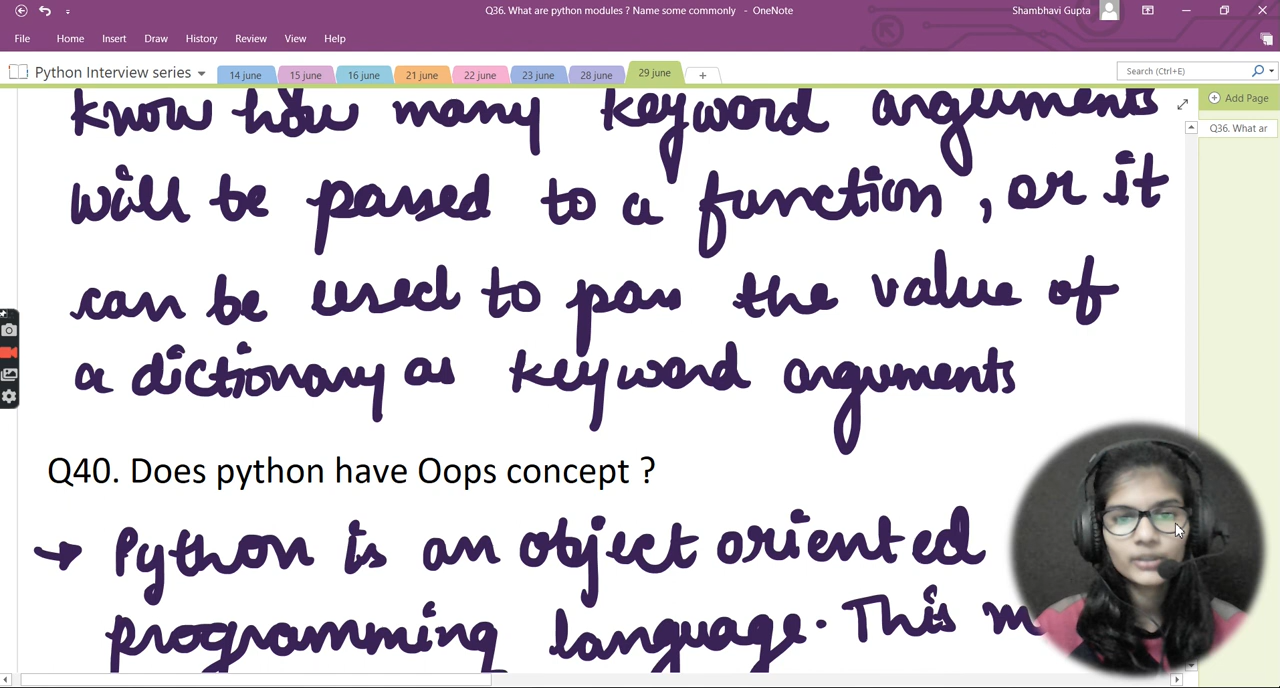 Q36. What are python modules ? Name some commonly - OneNote
Shambhavi Gupta
File Home Insert Draw History Review View Help
Python Interview series
14 june 15 june 16 june 21 june 22 june 23 june 28 june 29 june +
Search (Ctrl+E)
Add Page
Q36. What ar
know how many keyword arguments
will be passed to a function, or it
can be used to pass the value of
a dictionary as keyword arguments
Q40. Does python have Oops concept ?
→ Python is an object oriented
programming language. This m